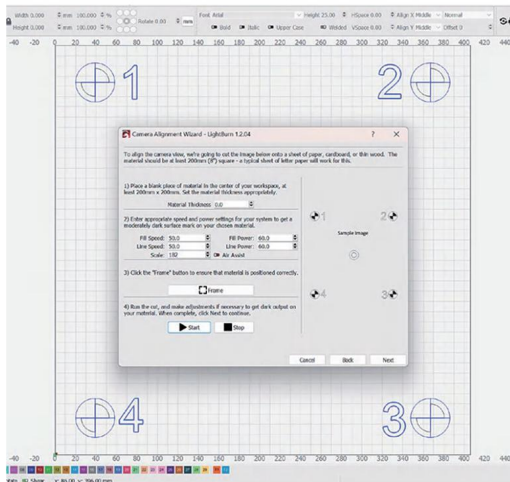 Width 0.000 mm 100.000 % Rotate 0.00 mm Font Arial Height 25.00 HSpace 0.00 Align X Middle Normal
Height 0.000 mm 100.000 % Bold Italic Upper Case Welded VSpace 0.00 Align Y Middle Offset 0
-40 -20 0 20 40 60 80 100 120 140 160 180 200 220 240 260 280 300 320 340 360 380 400 420 440
1 2
Camera Alignment Wizard - LightBurn 1.2.04 ? X
To align the camera view, we're going to cut the image below onto a sheet of paper, cardboard, or thin wood. The
material should be at least 200mm (8") square - a typical sheet of letter paper will work for this.
1) Place a blank piece of material in the center of your workspace, at
least 200mm x 200mm. Set the material thickness appropriately.
Material Thickness 0.0
2) Enter appropriate speed and power settings for your system to get a
moderately dark surface mark on your chosen material.
Fill Speed: 50.0 Fill Power: 60.0
Line Speed: 50.0 Line Power: 60.0
Scale: 182 Air Assist
3) Click the "Frame" button to ensure that material is positioned correctly.
Frame
4) Run the cut, and make adjustments if necessary to get dark output on
your material. When complete, click Next to continue.
Start Stop
1 2
Sample Image
4 3
Cancel Back Next
4 3
-40 -20 0 20 40 60 80 100 120 140 160 180 200 220 240 260 280 300 320 340 360 380 400 420 440